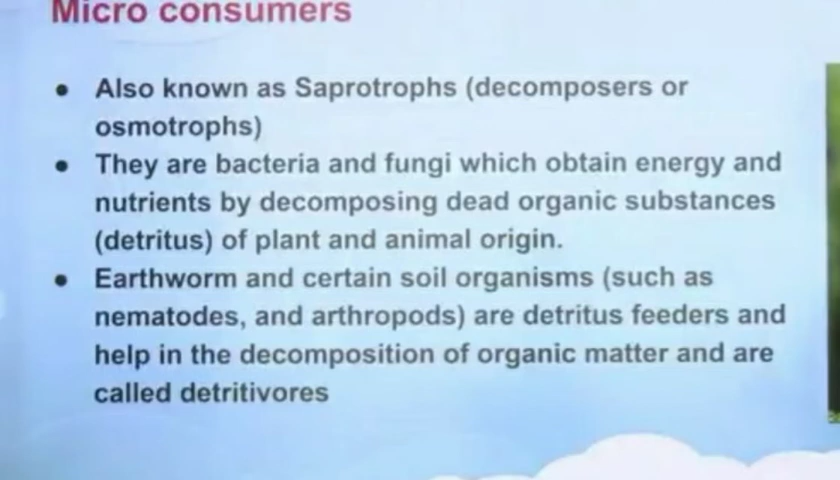 Micro consumers
• Also known as Saprotrophs (decomposers or
osmotrophs)
• They are bacteria and fungi which obtain energy and
nutrients by decomposing dead organic substances
(detritus) of plant and animal origin.
• Earthworm and certain soil organisms (such as
nematodes, and arthropods) are detritus feeders and
help in the decomposition of organic matter and are
called detritivores